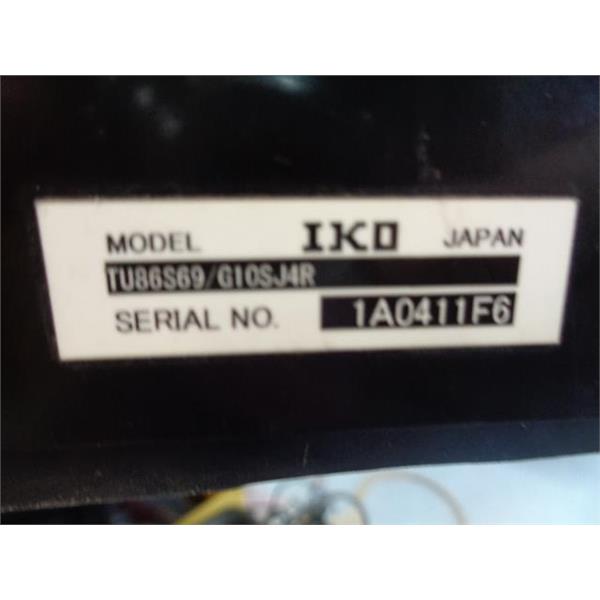 MODEL IKO JAPAN
TU86S69/G10SJ4R
SERIAL NO. 1A0411F6